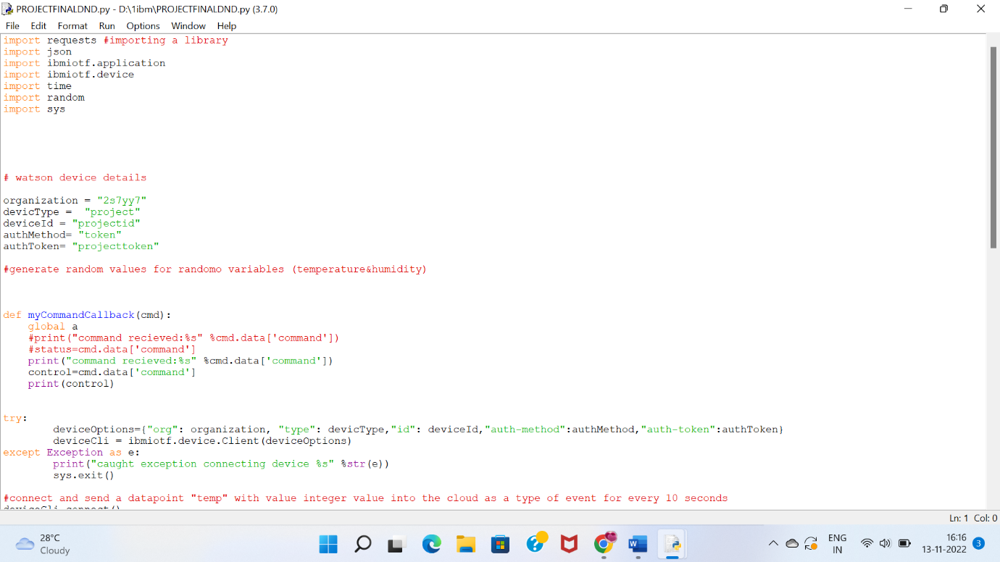 PROJECTFINALDND.py - D:\1ibm\PROJECTFINALDND.py (3.7.0)
File Edit Format Run Options Window Help
import requests #importing a library
import json
import ibmiotf.application
import ibmiotf.device
import time
import random
import sys
# watson device details
organization = "2s7yy7"
devicType =  "project"
deviceId = "projectid"
authMethod= "token"
authToken= "projecttoken"
#generate random values for randomo variables (temperature&humidity)
def myCommandCallback(cmd):
    global a
    #print("command recieved:%s" %cmd.data['command'])
    #status=cmd.data['command']
    print("command recieved:%s" %cmd.data['command'])
    control=cmd.data['command']
    print(control)
try:
        deviceOptions={"org": organization, "type": devicType,"id": deviceId,"auth-method":authMethod,"auth-token":authToken}
        deviceCli = ibmiotf.device.Client(deviceOptions)
except Exception as e:
        print("caught exception connecting device %s" %str(e))
        sys.exit()
#connect and send a datapoint "temp" with value integer value into the cloud as a type of event for every 10 seconds
deviceCli.connect()
Ln: 1 Col: 0
28°C
Cloudy
ENG
IN
16:16
13-11-2022
3